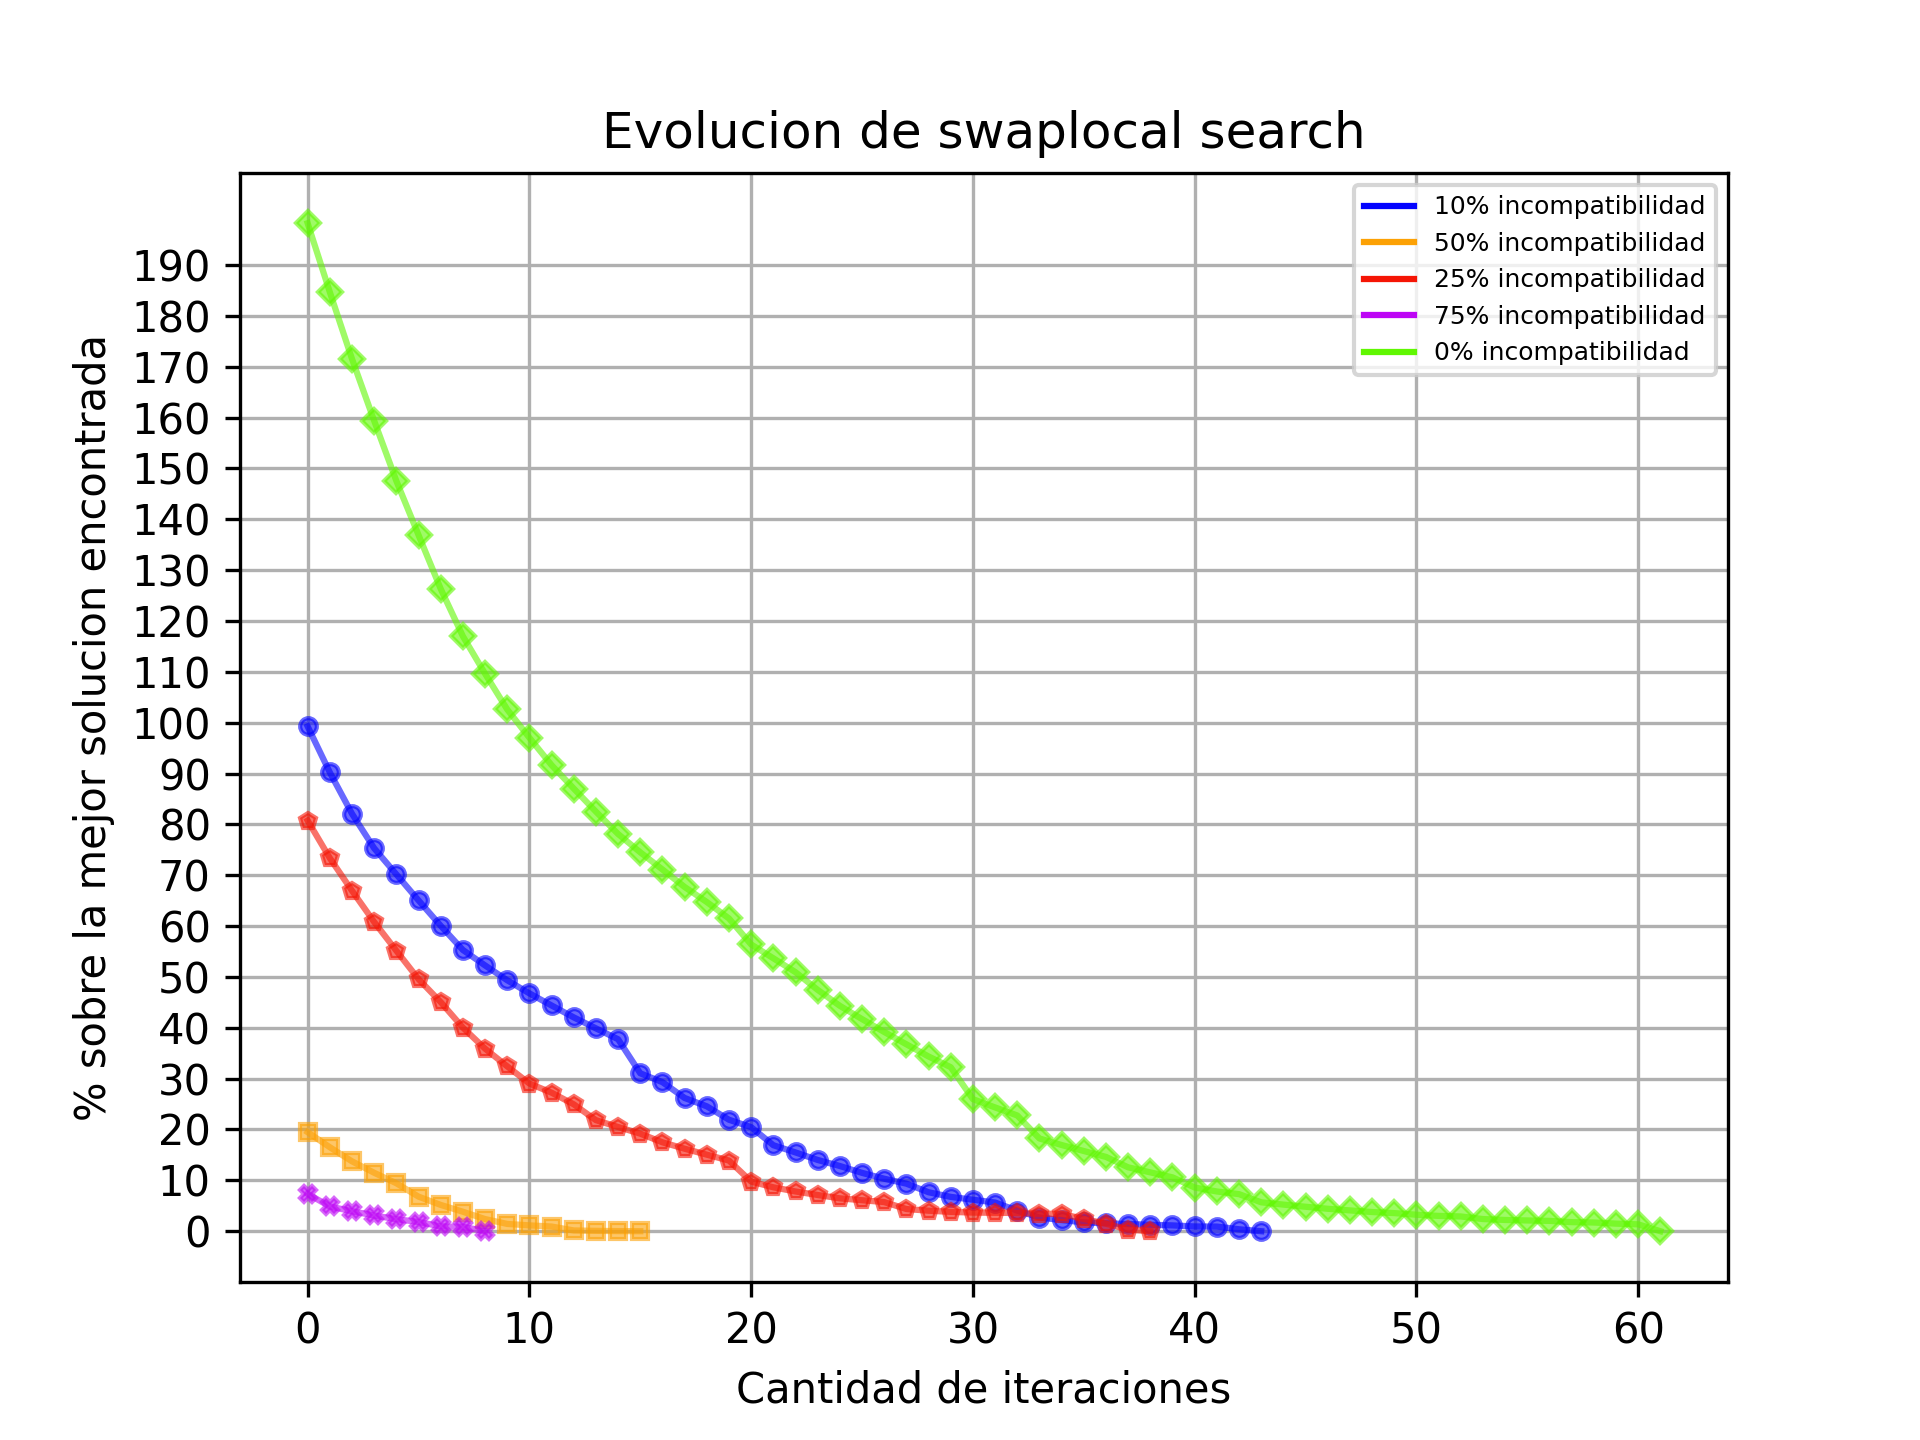 Evolucion de swaplocal search
10% incompatibilidad
50% incompatibilidad
25% incompatibilidad
75% incompatibilidad
0% incompatibilidad
% sobre la mejor solucion encontrada
190
180
170
160
150
140
130
120
110
100
90
80
70
60
50
40
30
20
10
0
0 10 20 30 40 50 60
Cantidad de iteraciones